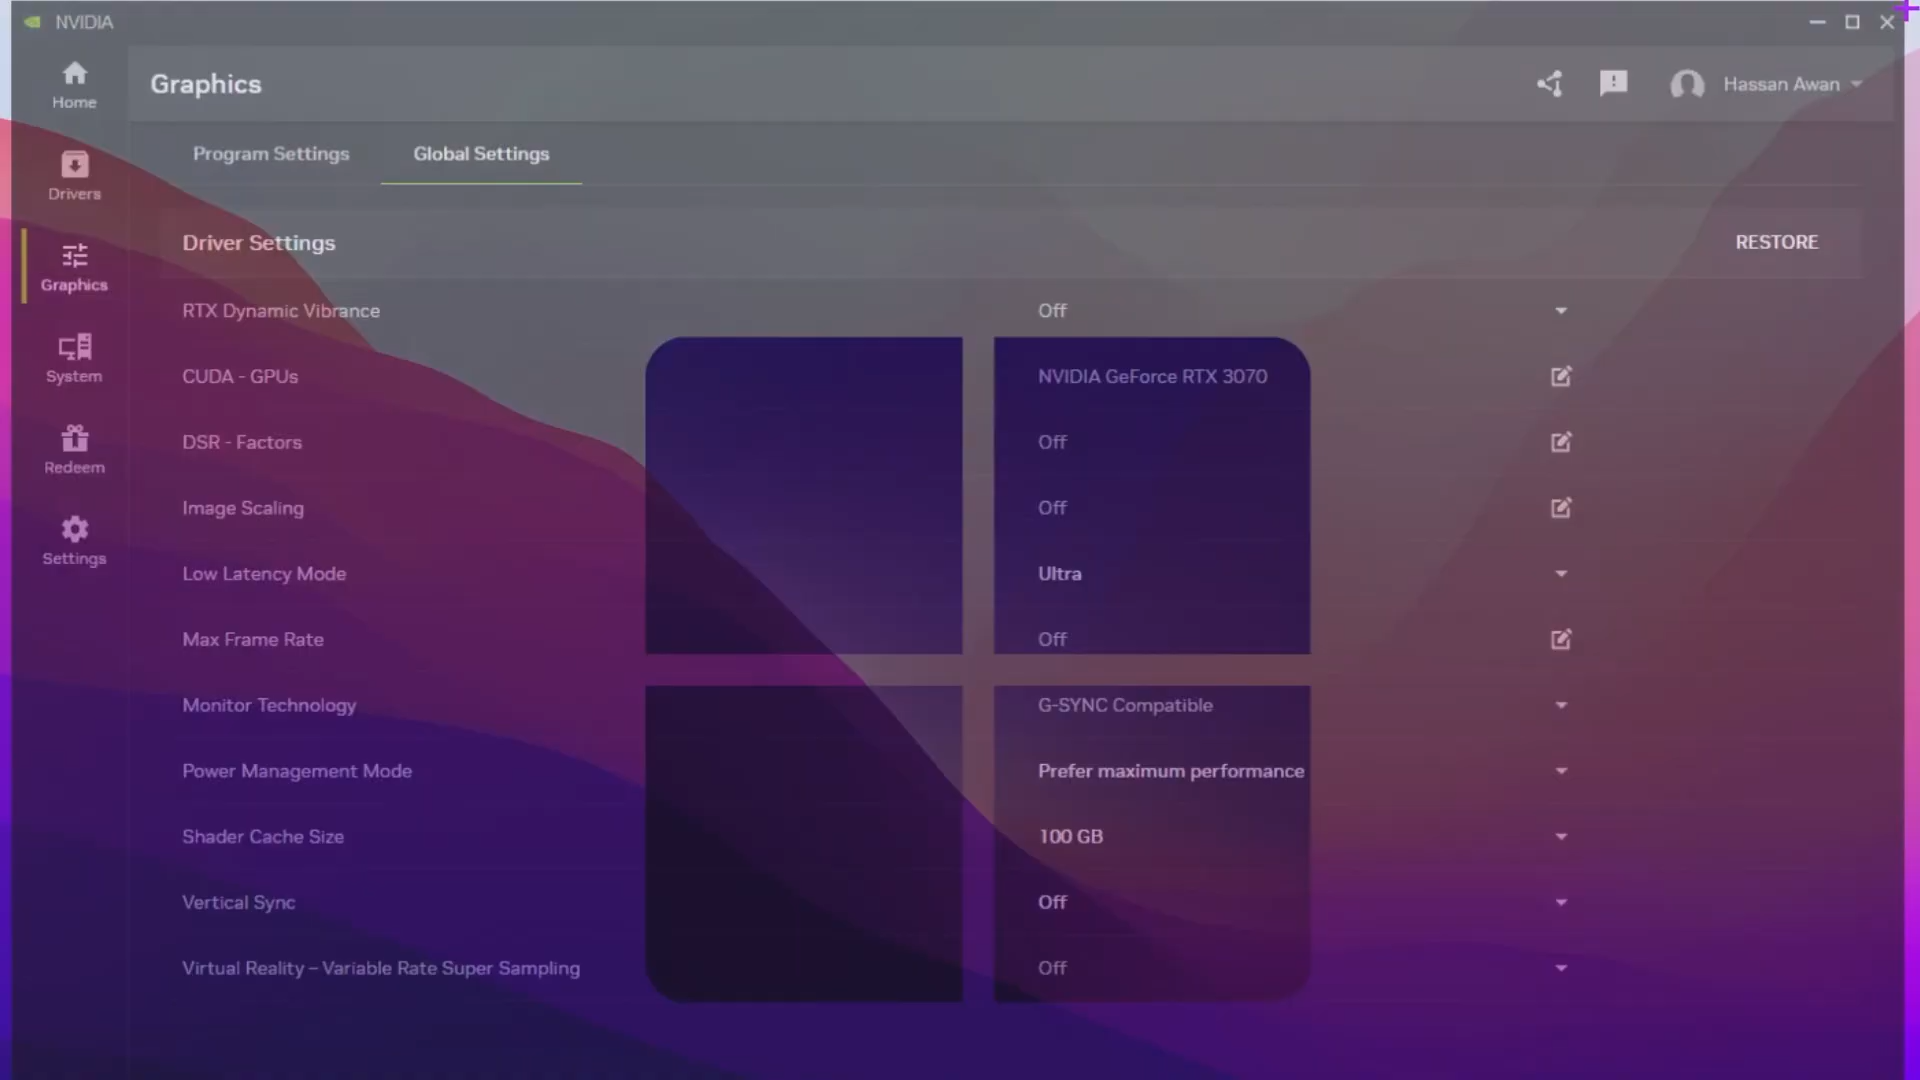 NVIDIA
Home
Graphics
Hassan Awan
Program Settings
Global Settings
Drivers
Driver Settings
RESTORE
Graphics
RTX Dynamic Vibrance
Off
CUDA - GPUs
NVIDIA GeForce RTX 3070
System
DSR - Factors
Off
Redeem
Image Scaling
Off
Settings
Low Latency Mode
Ultra
Max Frame Rate
Off
Monitor Technology
G-SYNC Compatible
Power Management Mode
Prefer maximum performance
Shader Cache Size
100 GB
Vertical Sync
Off
Virtual Reality – Variable Rate Super Sampling
Off